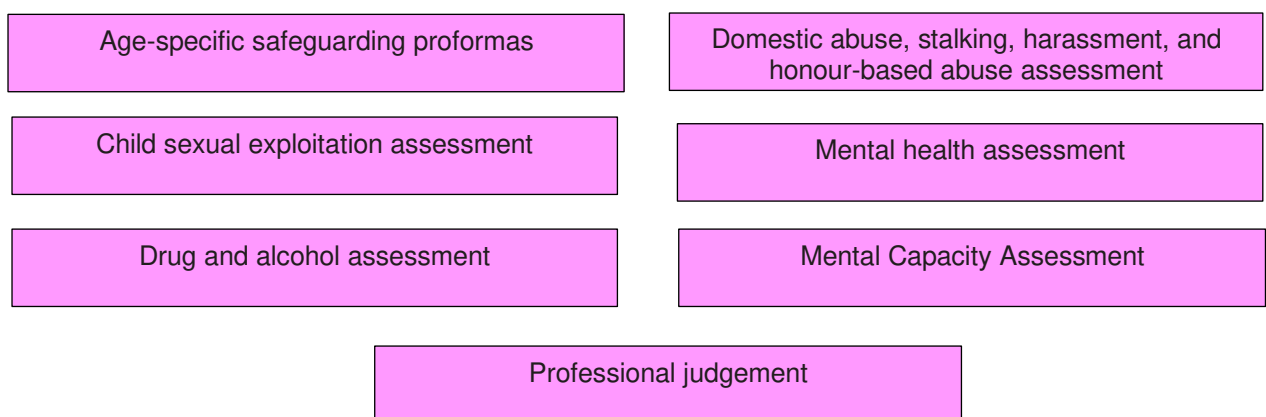 Age-specific safeguarding proformas
Domestic abuse, stalking, harassment, and
honour-based abuse assessment
Child sexual exploitation assessment
Mental health assessment
Drug and alcohol assessment
Mental Capacity Assessment
Professional judgement